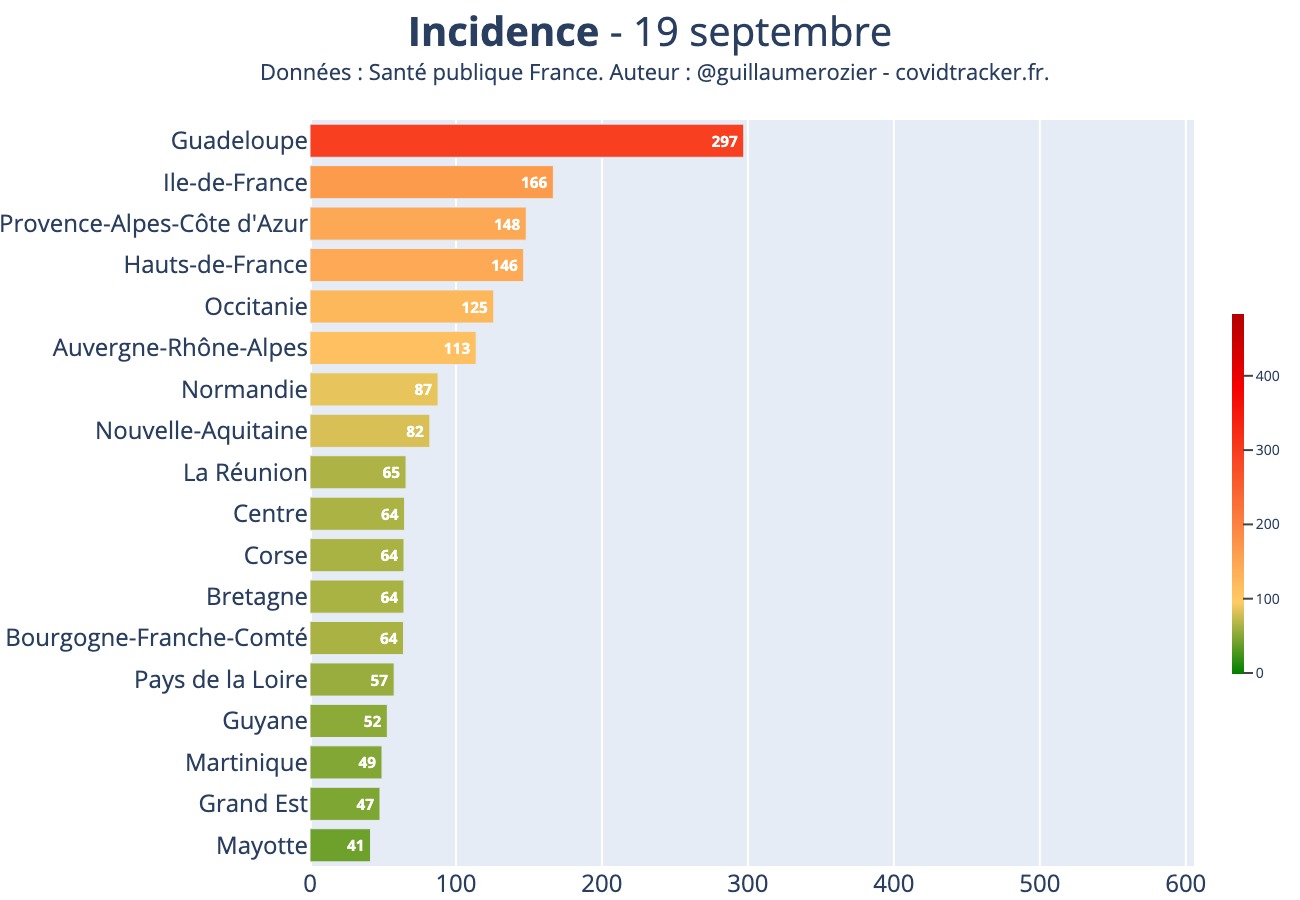 Incidence - 19 septembre
Données : Santé publique France. Auteur : @guillaumerozier - covidtracker.fr.
Guadeloupe 297
Ile-de-France 166
Provence-Alpes-Côte d'Azur 148
Hauts-de-France 146
Occitanie 125
Auvergne-Rhône-Alpes 113
Normandie 87
Nouvelle-Aquitaine 82
La Réunion 65
Centre 64
Corse 64
Bretagne 64
Bourgogne-Franche-Comté 64
Pays de la Loire 57
Guyane 52
Martinique 49
Grand Est 47
Mayotte 41
0 100 200 300 400 500 600
400
300
200
100
0